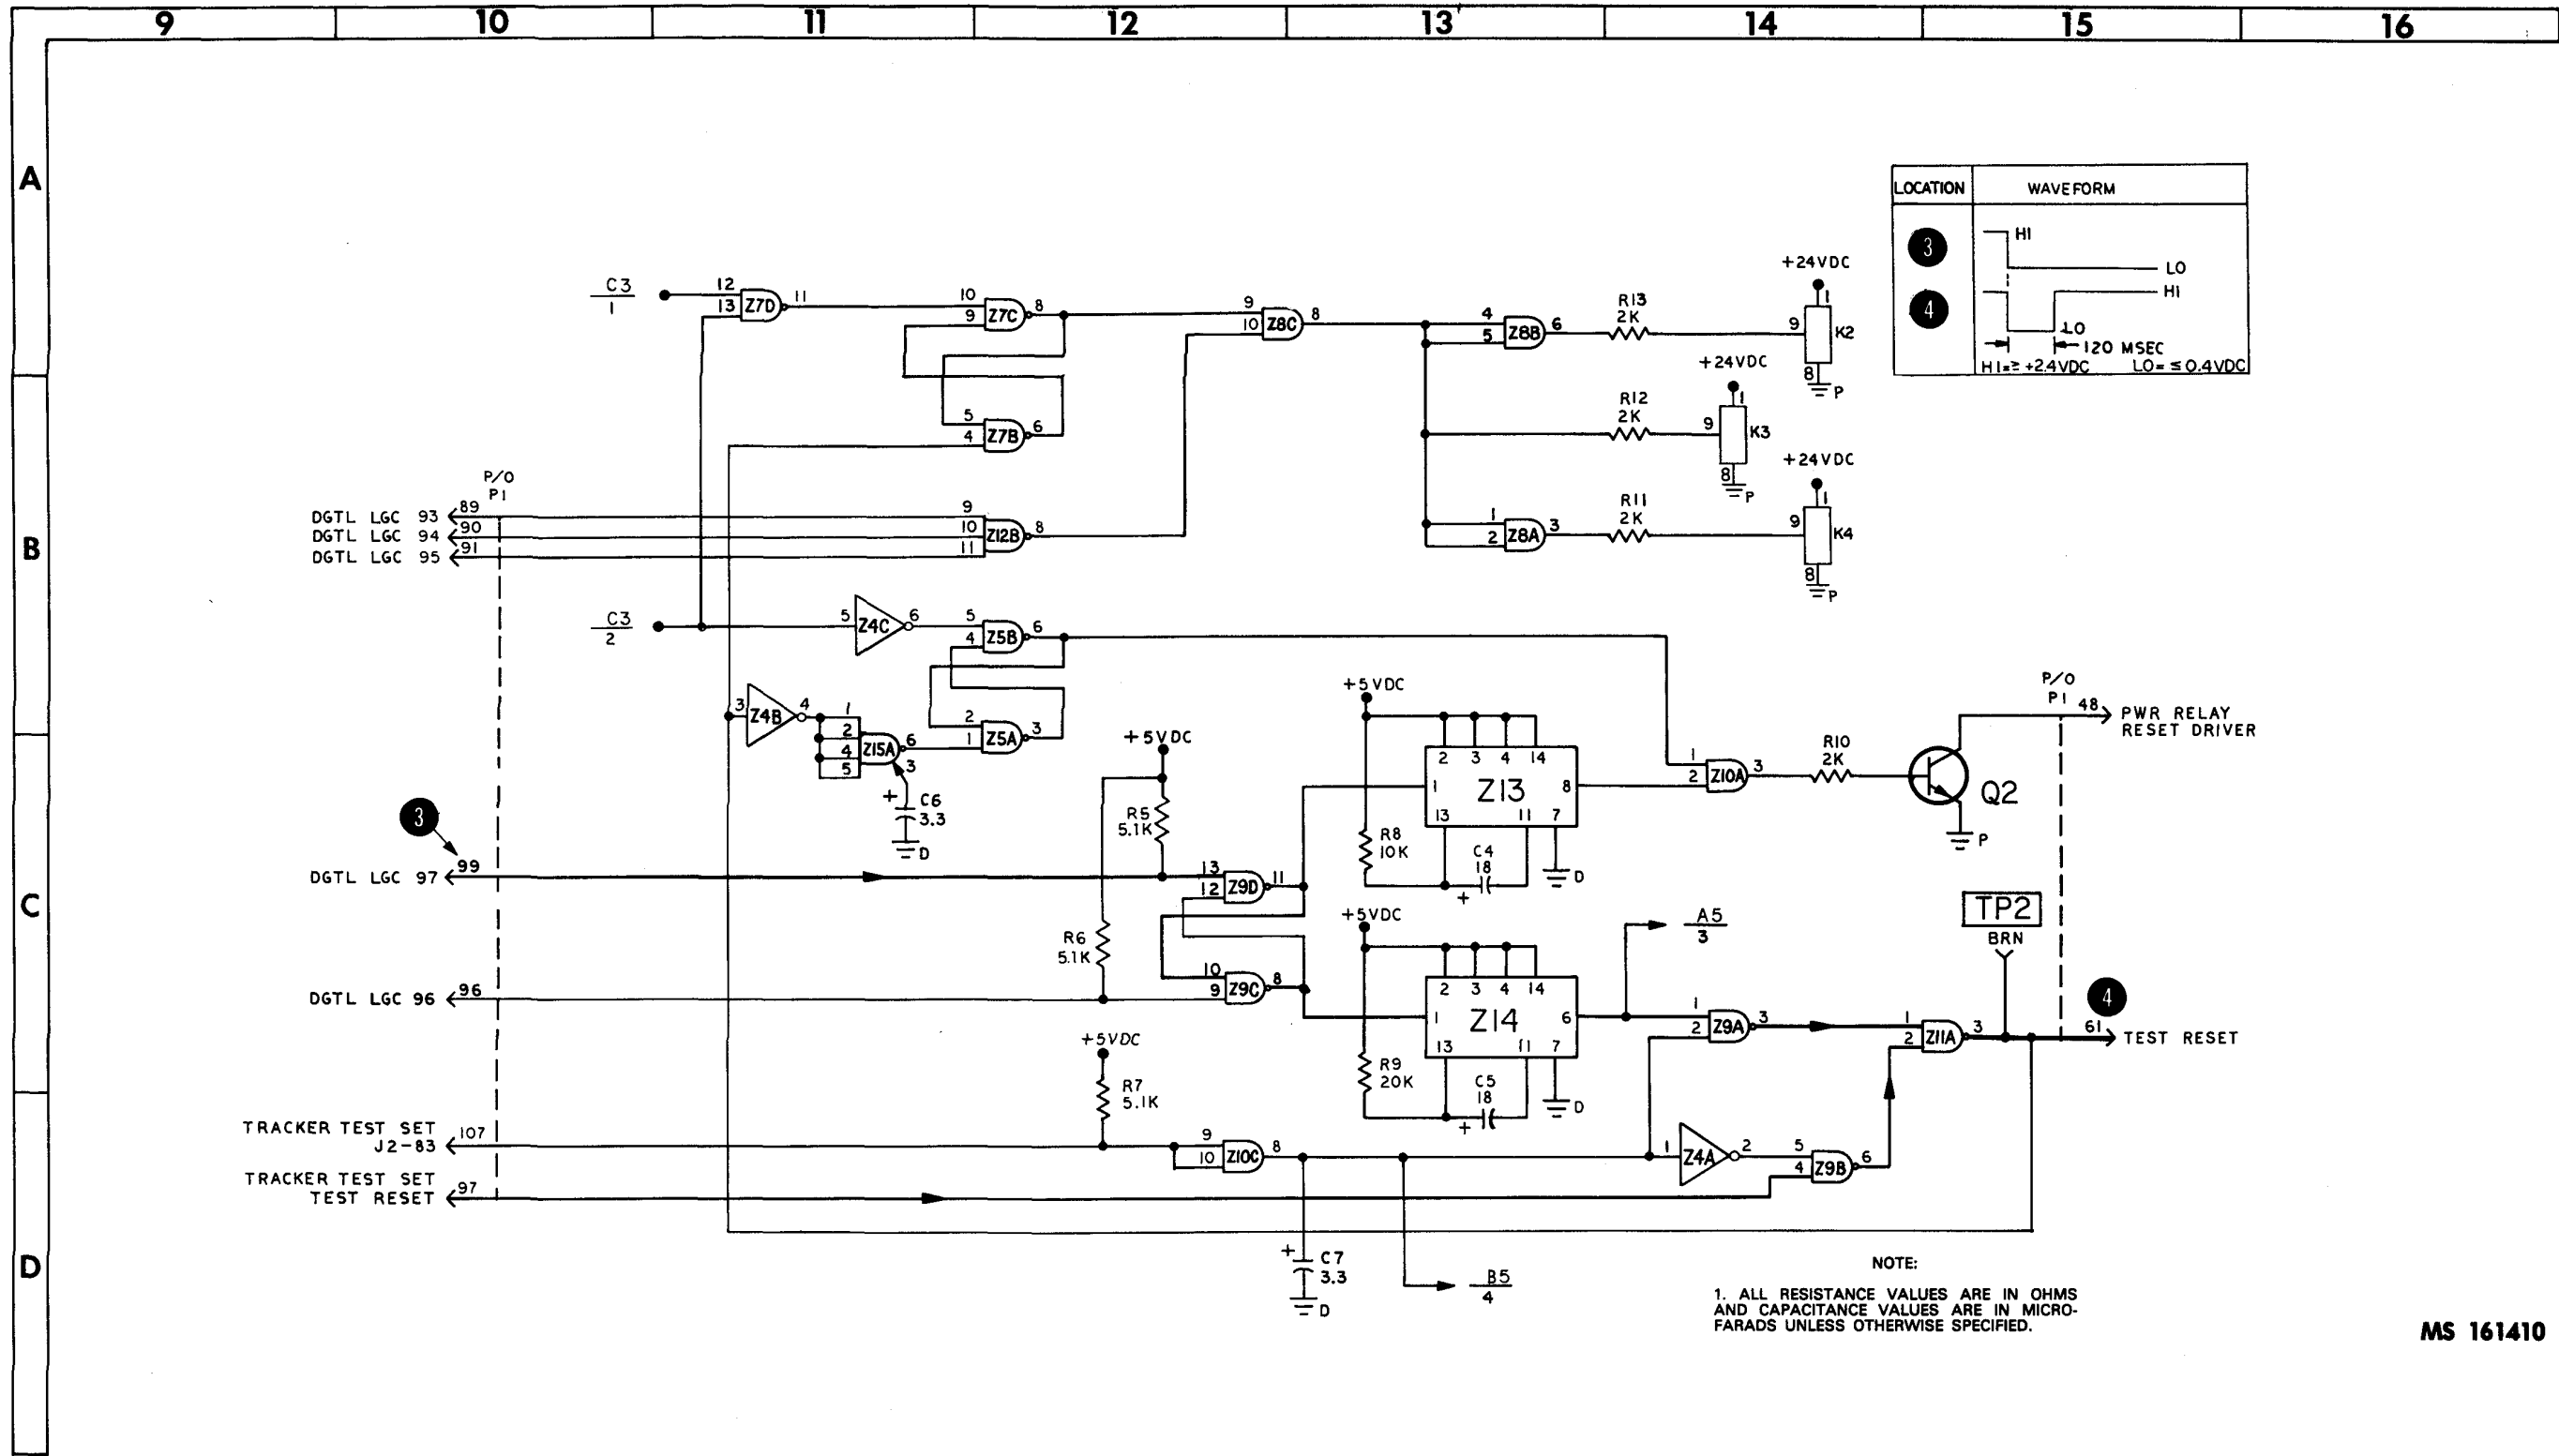 9 10 11 12 13 14 15 16
A
B
C
D
LOCATION WAVEFORM
3
HI
LO
4
HI
LO
120 MSEC
HI=≥ +2.4VDC LO= ≤ 0.4VDC
C3
1
12
13
Z7D
11
10
9
Z7C
8
9
10
Z8C
8
4
5
Z8B
6
R13
2K
+24VDC
1
9
K2
8
P
5
4
Z7B
6
R12
2K
+24VDC
1
9
K3
8
P
P/O
P1
DGTL LGC 93 89
DGTL LGC 94 90
DGTL LGC 95 91
9
10
11
Z12B
8
1
2
Z8A
3
R11
2K
+24VDC
1
9
K4
8
P
C3
2
5
Z4C
6
5
4
Z5B
6
3
Z4B
4
1
2
4
5
Z15A
6
3
2
1
Z5A
3
+
C6
3.3
D
+5VDC
R5
5.1K
+5VDC
2 3 4 14
1
Z13
8
13 11 7
R8
10K
C4
18
+
D
1
2
Z10A
3
R10
2K
Q2
P
P/O
P1
48
PWR RELAY
RESET DRIVER
3
DGTL LGC 97 99
13
12
Z9D
11
R6
5.1K
DGTL LGC 96 96
10
9
Z9C
8
+5VDC
2 3 4 14
1
Z14
6
13 11 7
R9
20K
C5
18
+
D
A5
3
1
2
Z9A
3
TP2
BRN
1
2
Z11A
3
4
61
TEST RESET
+5VDC
R7
5.1K
TRACKER TEST SET
J2-83 107
9
10
Z10C
8
1
Z4A
2
5
4
Z9B
6
TRACKER TEST SET
TEST RESET 97
+
C7
3.3
D
B5
4
NOTE:
1. ALL RESISTANCE VALUES ARE IN OHMS
AND CAPACITANCE VALUES ARE IN MICRO-
FARADS UNLESS OTHERWISE SPECIFIED.
MS 161410